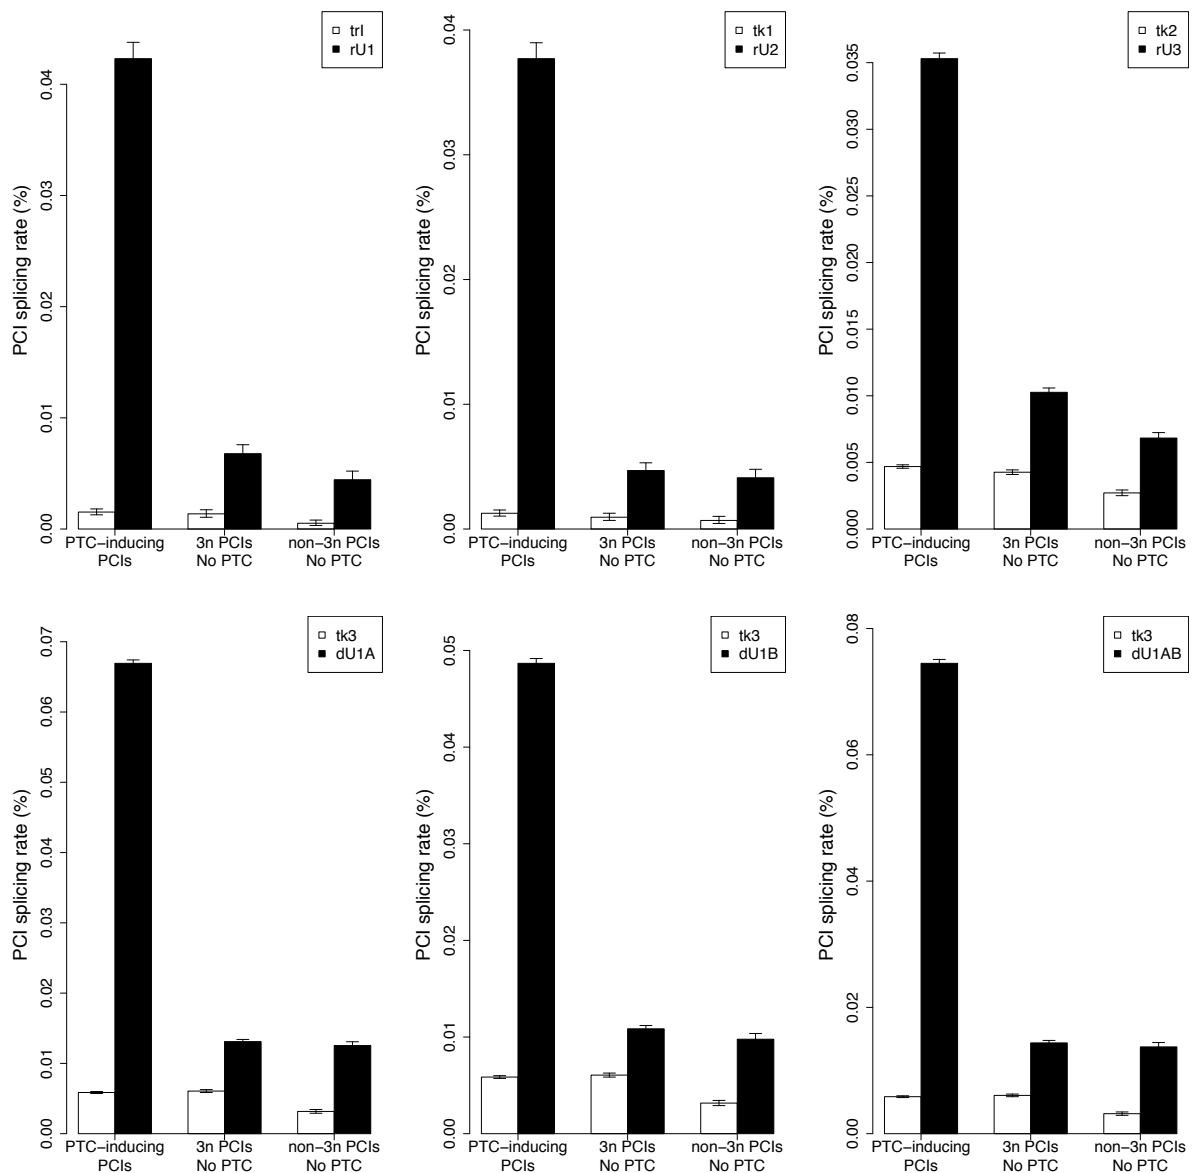 trI
rU1
PCI splicing rate (%)
0.00
0.01
0.02
0.03
0.04
PTC−inducing PCIs
3n PCIs No PTC
non−3n PCIs No PTC
tk1
rU2
PCI splicing rate (%)
0.00
0.01
0.02
0.03
0.04
PTC−inducing PCIs
3n PCIs No PTC
non−3n PCIs No PTC
tk2
rU3
PCI splicing rate (%)
0.000
0.005
0.010
0.015
0.020
0.025
0.030
0.035
PTC−inducing PCIs
3n PCIs No PTC
non−3n PCIs No PTC
tk3
dU1A
PCI splicing rate (%)
0.00
0.01
0.02
0.03
0.04
0.05
0.06
0.07
PTC−inducing PCIs
3n PCIs No PTC
non−3n PCIs No PTC
tk3
dU1B
PCI splicing rate (%)
0.00
0.01
0.02
0.03
0.04
0.05
PTC−inducing PCIs
3n PCIs No PTC
non−3n PCIs No PTC
tk3
dU1AB
PCI splicing rate (%)
0.00
0.02
0.04
0.06
0.08
PTC−inducing PCIs
3n PCIs No PTC
non−3n PCIs No PTC